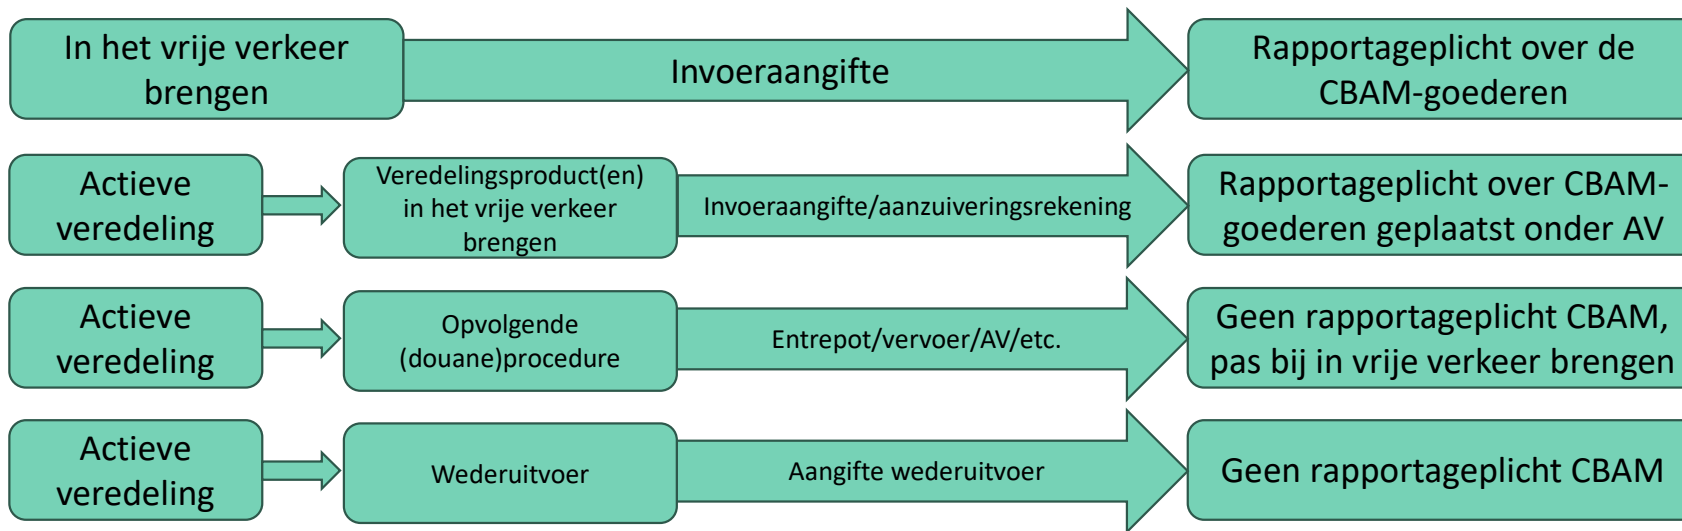 In het vrije verkeer
brengen
Invoeraangifte
Rapportageplicht over de
CBAM-goederen
Actieve
veredeling
Veredelingsproduct(en)
in het vrije verkeer
brengen
Invoeraangifte/aanzuiveringsrekening
Rapportageplicht over CBAM-
goederen geplaatst onder AV
Actieve
veredeling
Opvolgende
(douane)procedure
Entrepot/vervoer/AV/etc.
Geen rapportageplicht CBAM,
pas bij in vrije verkeer brengen
Actieve
veredeling
Wederuitvoer
Aangifte wederuitvoer
Geen rapportageplicht CBAM